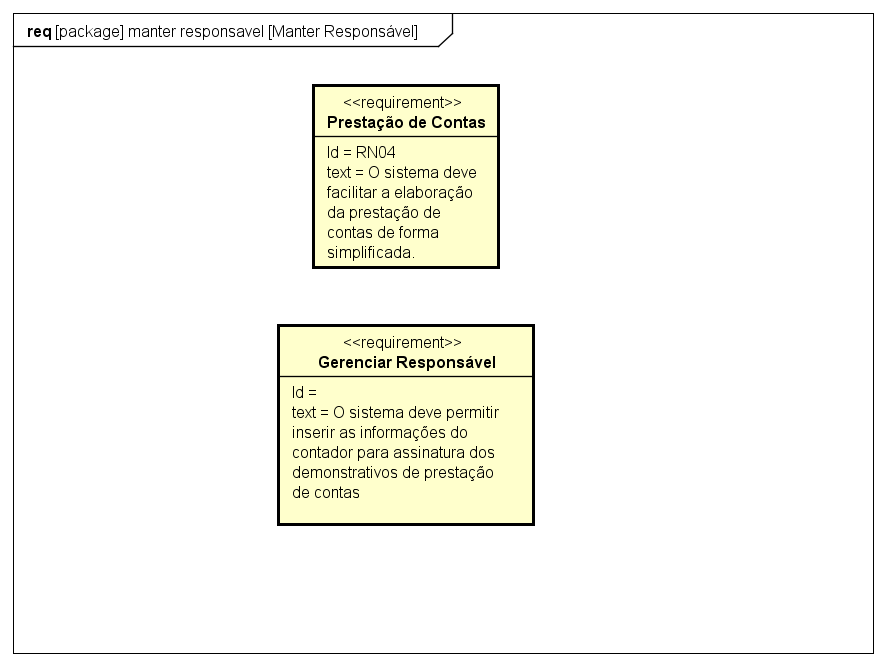 req [package] manter responsavel [Manter Responsável]
<<requirement>>
Prestação de Contas
Id = RN04
text = O sistema deve
facilitar a elaboração
da prestação de
contas de forma
simplificada.
<<requirement>>
Gerenciar Responsável
Id =
text = O sistema deve permitir
inserir as informações do
contador para assinatura dos
demonstrativos de prestação
de contas